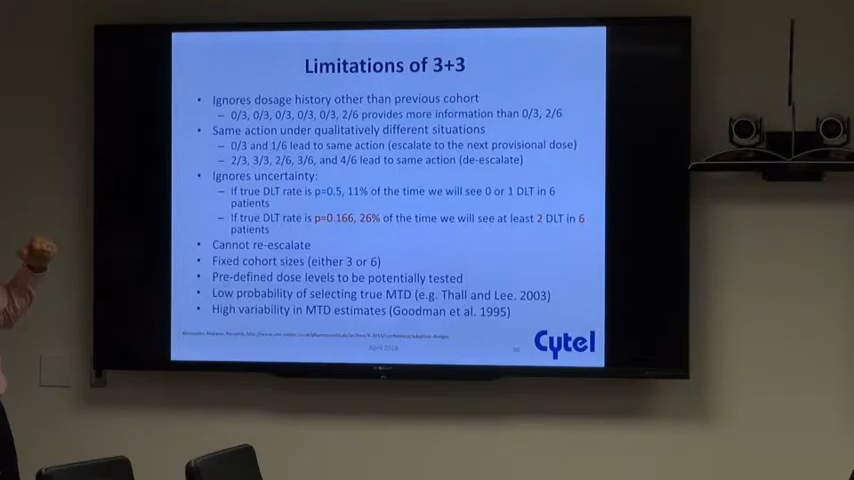 Limitations of 3+3
• Ignores dosage history other than previous cohort
– 0/3, 0/3, 0/3, 0/3, 0/3, 2/6 provides more information than 0/3, 2/6
• Same action under qualitatively different situations
– 0/3 and 1/6 lead to same action (escalate to the next provisional dose)
– 2/3, 3/3, 2/6, 3/6, and 4/6 lead to same action (de-escalate)
• Ignores uncertainty:
– If true DLT rate is p=0.5, 11% of the time we will see 0 or 1 DLT in 6
patients
– If true DLT rate is p=0.166, 26% of the time we will see at least 2 DLT in 6
patients
• Cannot re-escalate
• Fixed cohort sizes (either 3 or 6)
• Pre-defined dose levels to be potentially tested
• Low probability of selecting true MTD (e.g. Thall and Lee. 2003)
• High variability in MTD estimates (Goodman et al. 1995)
April 2016
50
Cytel